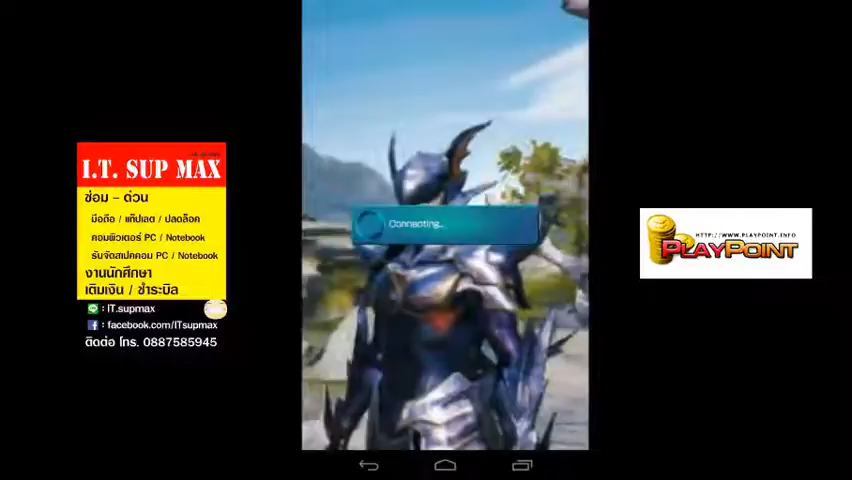 I.T. SUP MAX
ซ่อม - ด่วน
มือถือ / แท็ปเลต / ปลดล็อค
คอมพิวเตอร์ PC / Notebook
รับจัดสเปคคอม PC / Notebook
งานนักศึกษา
เติมเงิน / ชำระบิล
: IT.supmax
: facebook.com/ITsupmax
ติดต่อ โทร. 0887585945
Connecting...
HTTP://WWW.PLAYPOINT.INFO
PLAYPOINT